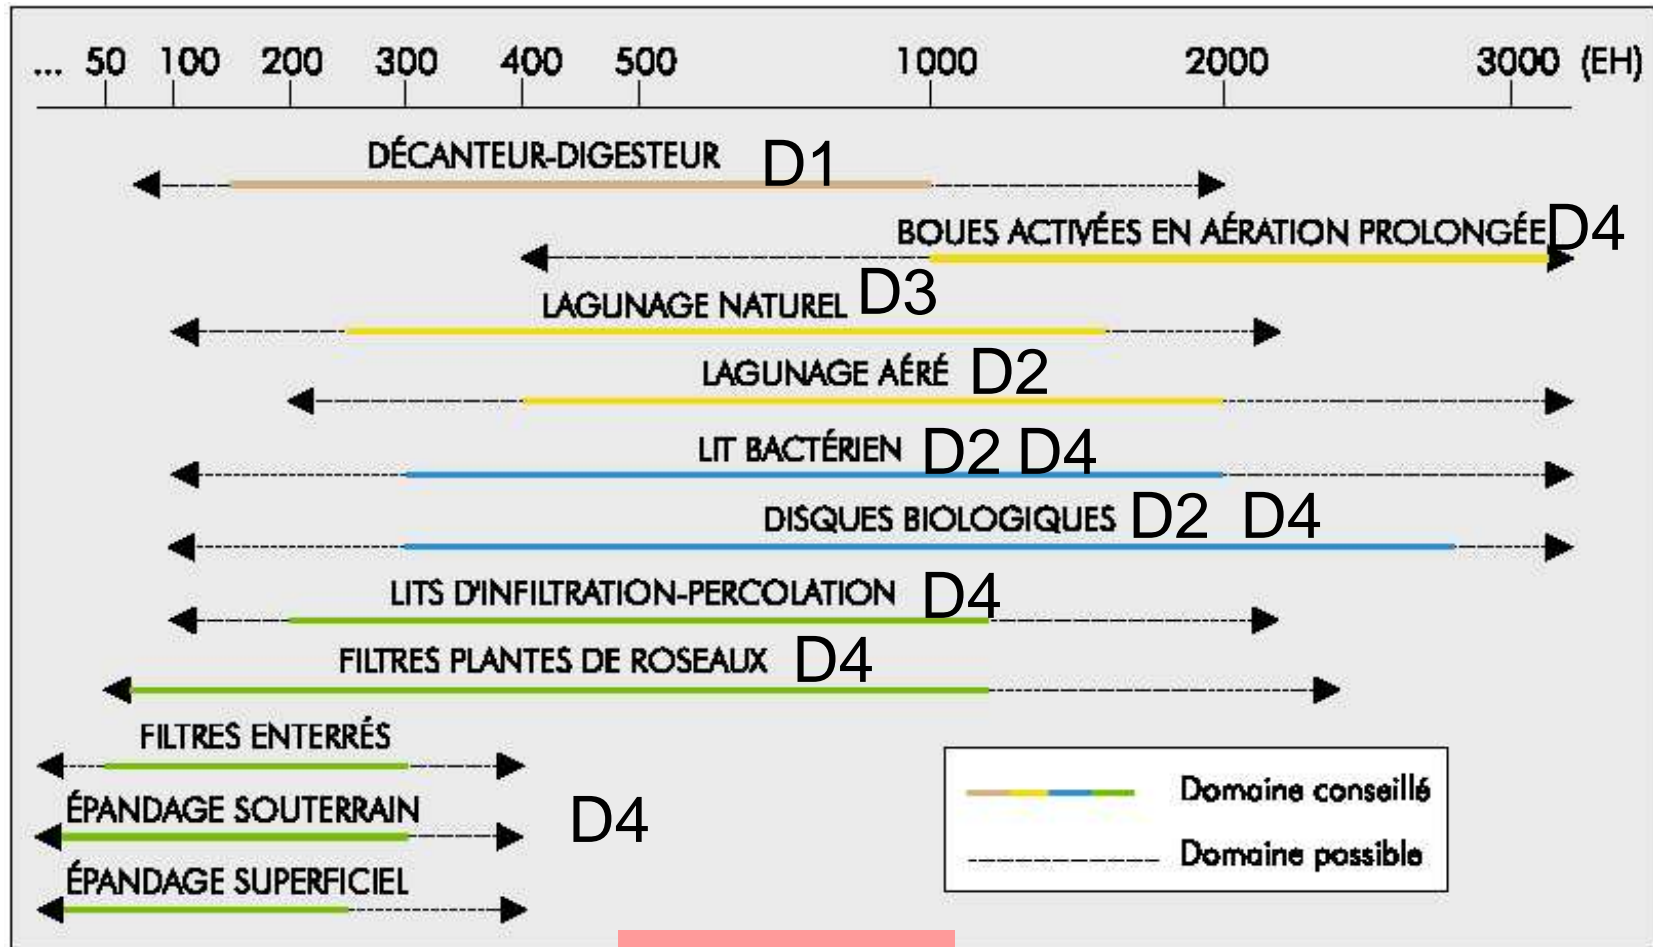 ... 50 100 200 300 400 500 1000 2000 3000 (EH)
DÉCANTEUR-DIGESTEUR D1
BOUES ACTIVÉES EN AÉRATION PROLONGÉE D4
LAGUNAGE NATUREL D3
LAGUNAGE AÉRÉ D2
LIT BACTÉRIEN D2 D4
DISQUES BIOLOGIQUES D2 D4
LITS D'INFILTRATION-PERCOLATION D4
FILTRES PLANTES DE ROSEAUX D4
FILTRES ENTERRÉS
ÉPANDAGE SOUTERRAIN D4
ÉPANDAGE SUPERFICIEL
Domaine conseillé
Domaine possible